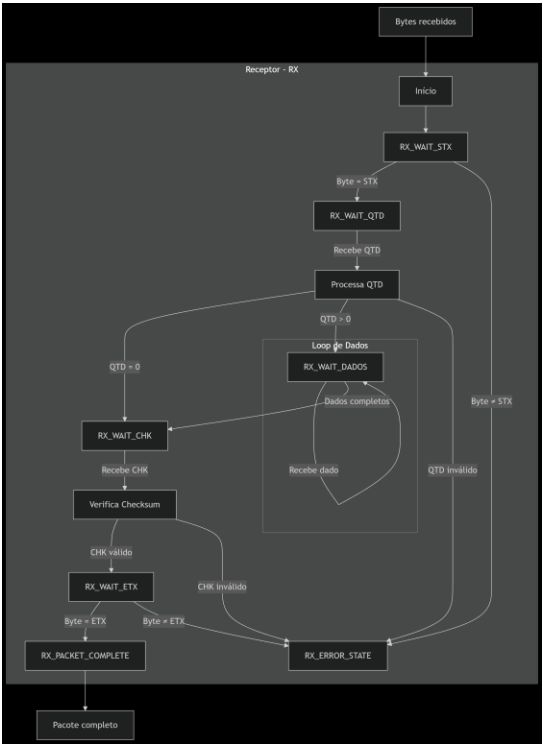 Bytes recebidos
Receptor - RX
Início
RX_WAIT_STX
Byte = STX
RX_WAIT_QTD
Recebe QTD
Processa QTD
QTD > 0
Loop de Dados
QTD = 0
RX_WAIT_DADOS
Dados completos
Byte ≠ STX
RX_WAIT_CHK
Recebe CHK
Recebe dado
QTD inválido
Verifica Checksum
CHK válido
RX_WAIT_ETX
CHK inválido
Byte = ETX
Byte ≠ ETX
RX_PACKET_COMPLETE
RX_ERROR_STATE
Pacote completo